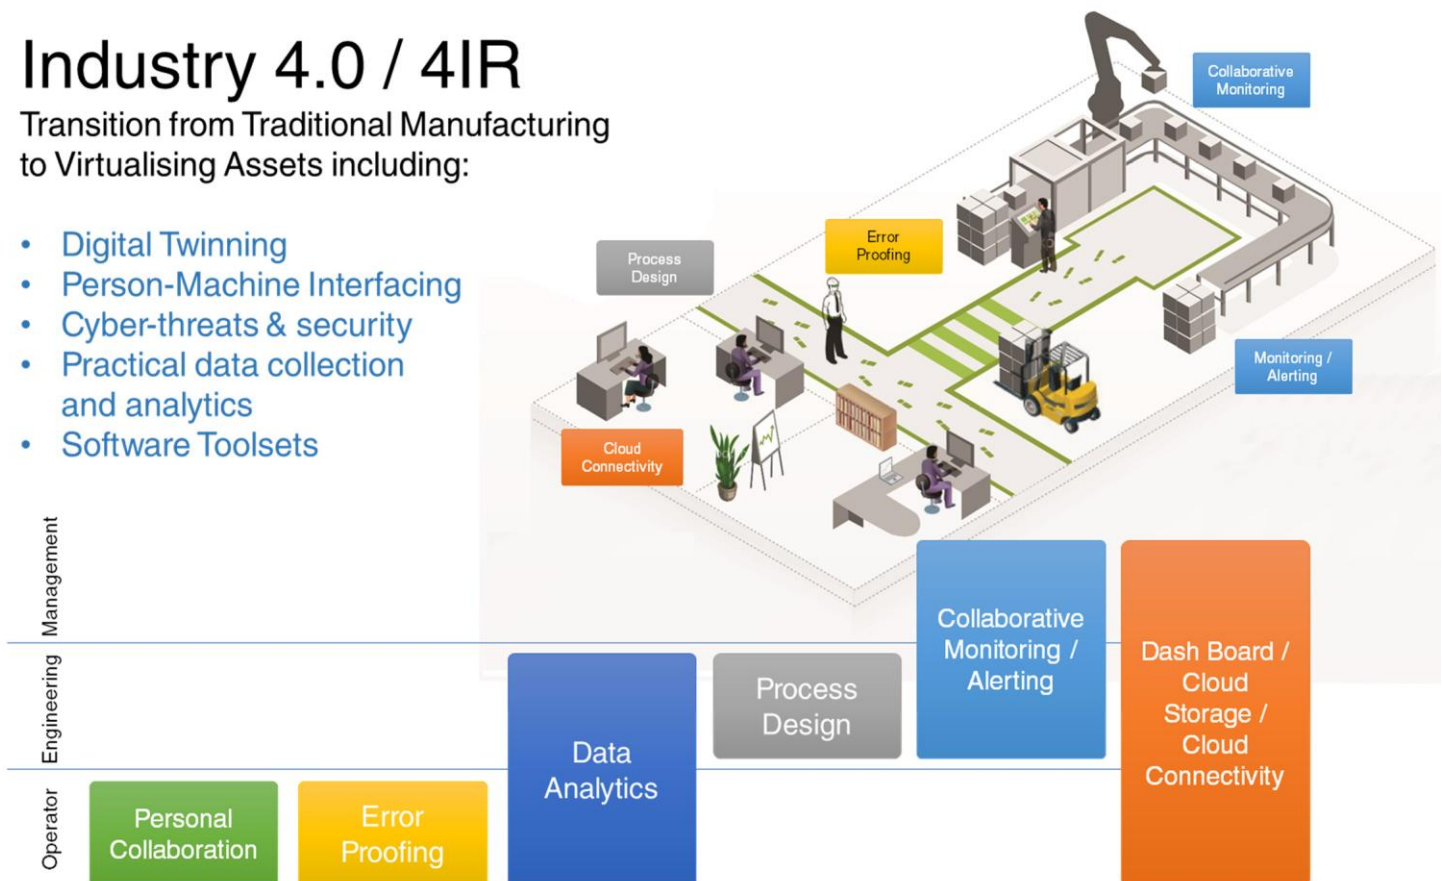 Industry 4.0 / 4IR
Transition from Traditional Manufacturing
to Virtualising Assets including:
• Digital Twinning
• Person-Machine Interfacing
• Cyber-threats & security
• Practical data collection
and analytics
• Software Toolsets
Collaborative
Monitoring
Error
Proofing
Process
Design
Monitoring /
Alerting
Cloud
Connectivity
Management
Engineering
Operator
Personal
Collaboration
Error
Proofing
Data
Analytics
Process
Design
Collaborative
Monitoring /
Alerting
Dash Board /
Cloud
Storage /
Cloud
Connectivity